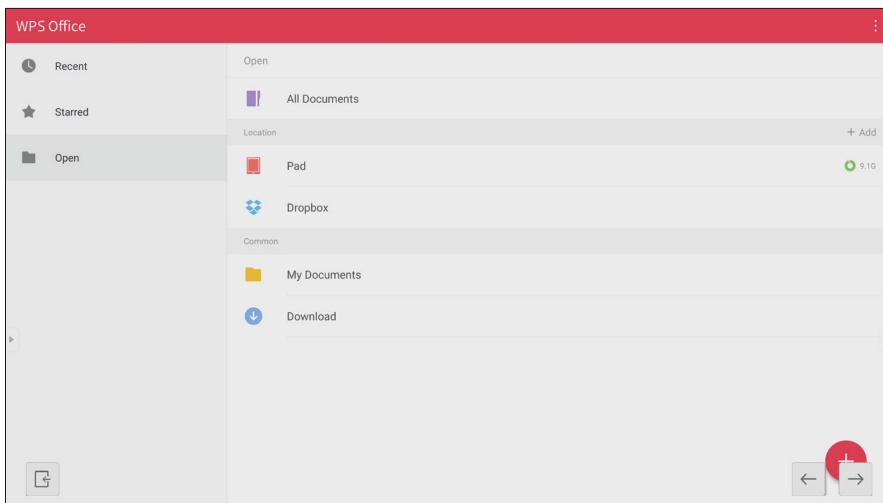 WPS Office
Recent
Starred
Open
Open
All Documents
Location
+ Add
Pad
9.1G
Dropbox
Common
My Documents
Download